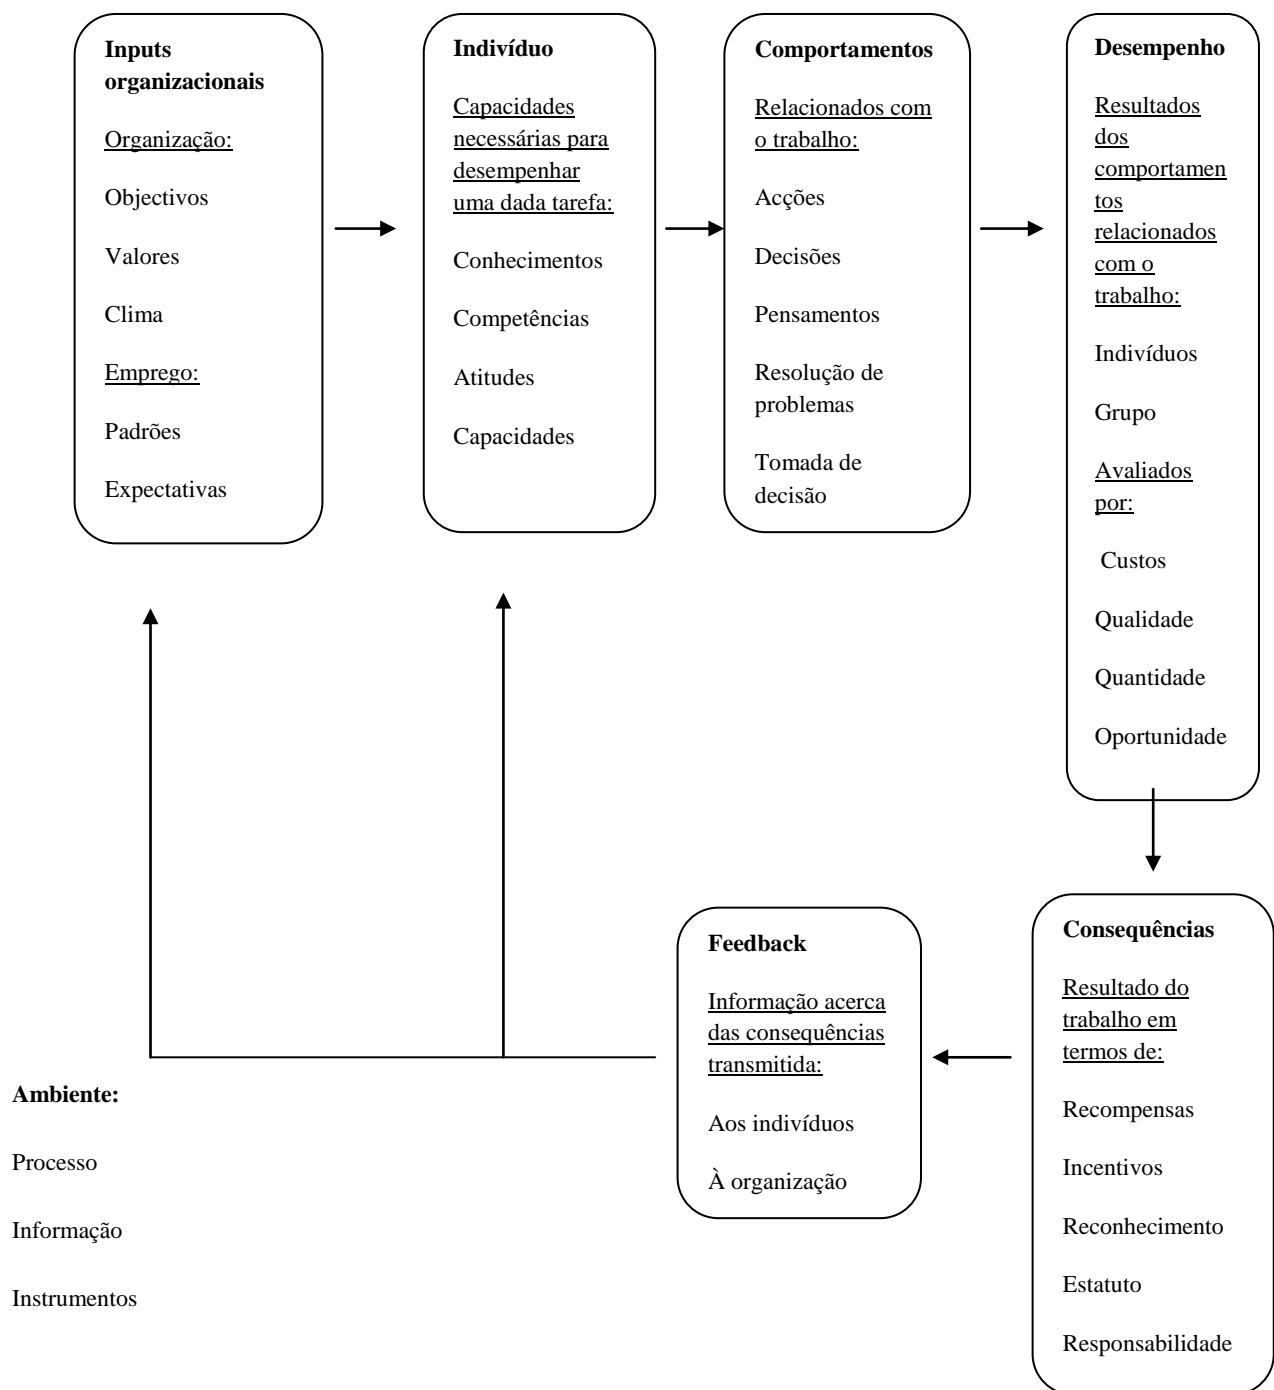 Inputs
organizacionais
Organização:
Objectivos
Valores
Clima
Emprego:
Padrões
Expectativas
Indivíduo
Capacidades
necessárias para
desempenhar
uma dada tarefa:
Conhecimentos
Competências
Atitudes
Capacidades
Comportamentos
Relacionados com
o trabalho:
Acções
Decisões
Pensamentos
Resolução de
problemas
Tomada de
decisão
Desempenho
Resultados
dos
comportamen
tos
relacionados
com o
trabalho:
Indivíduos
Grupo
Avaliados
por:
Custos
Qualidade
Quantidade
Oportunidade
Consequências
Resultado do
trabalho em
termos de:
Recompensas
Incentivos
Reconhecimento
Estatuto
Responsabilidade
Feedback
Informação acerca
das consequências
transmitida:
Aos indivíduos
À organização
Ambiente:
Processo
Informação
Instrumentos